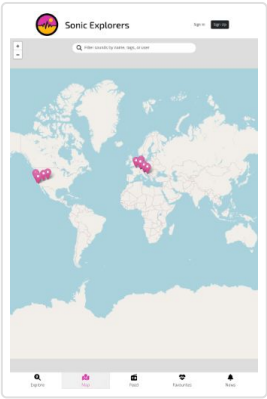 Sonic Explorers
Sign in
Sign Up
+
−
Filter sounds by name, tags, or user
Explore
Map
Feed
Favourites
News